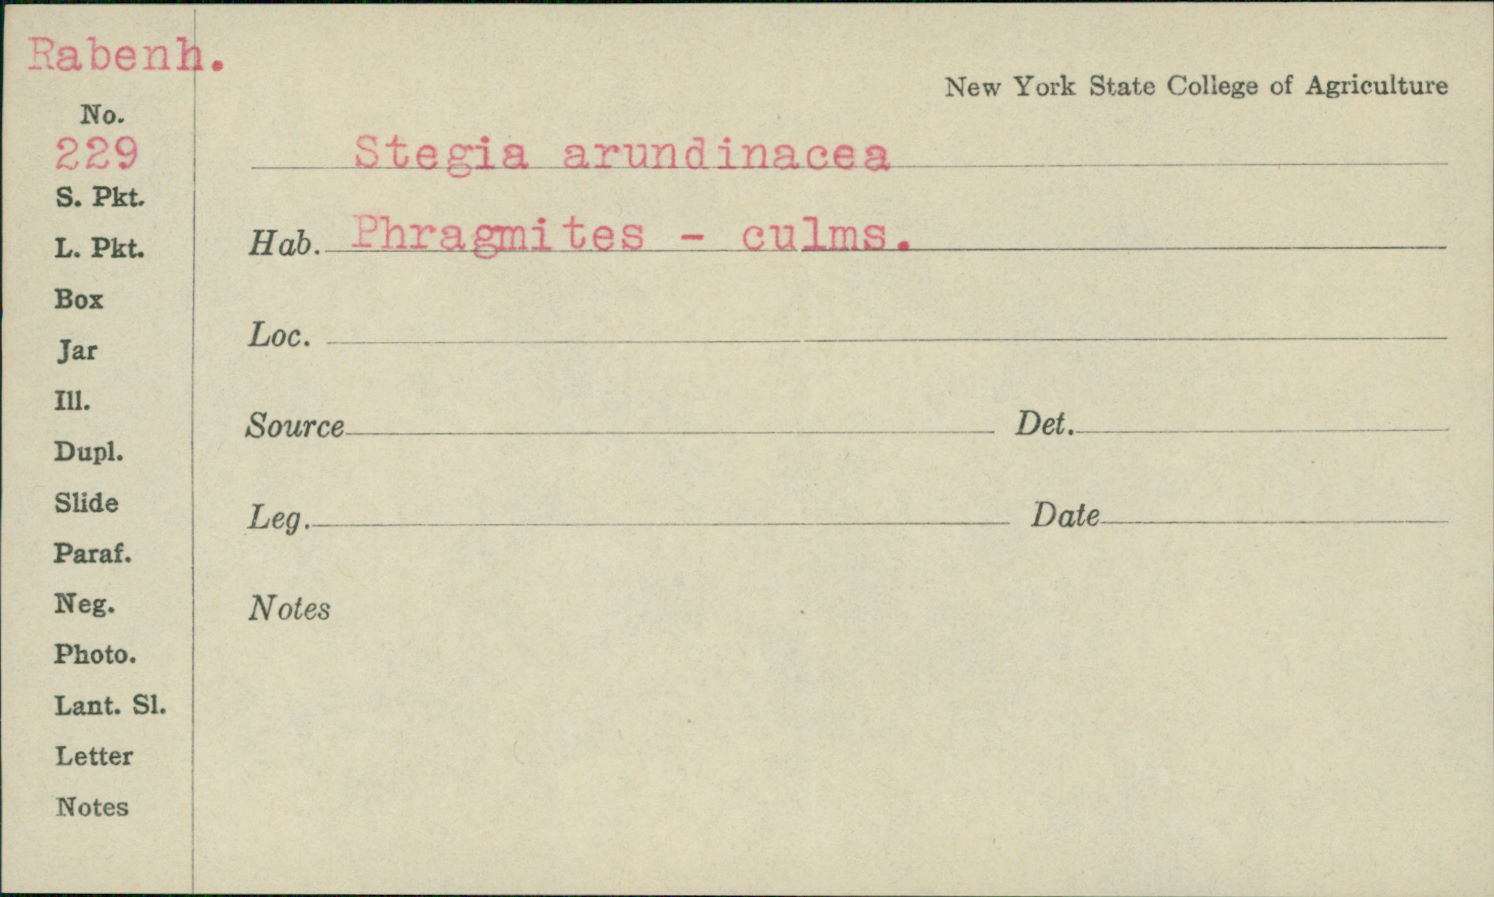 Rabenh.
New York State College of Agriculture
No.
229
Stegia arundinacea
S. Pkt.
Hab. Phragmites - culms.
L. Pkt.
Box
Loc.
Jar
Ill.
Source Det.
Dupl.
Slide
Leg. Date
Paraf.
Neg.
Notes
Photo.
Lant. Sl.
Letter
Notes